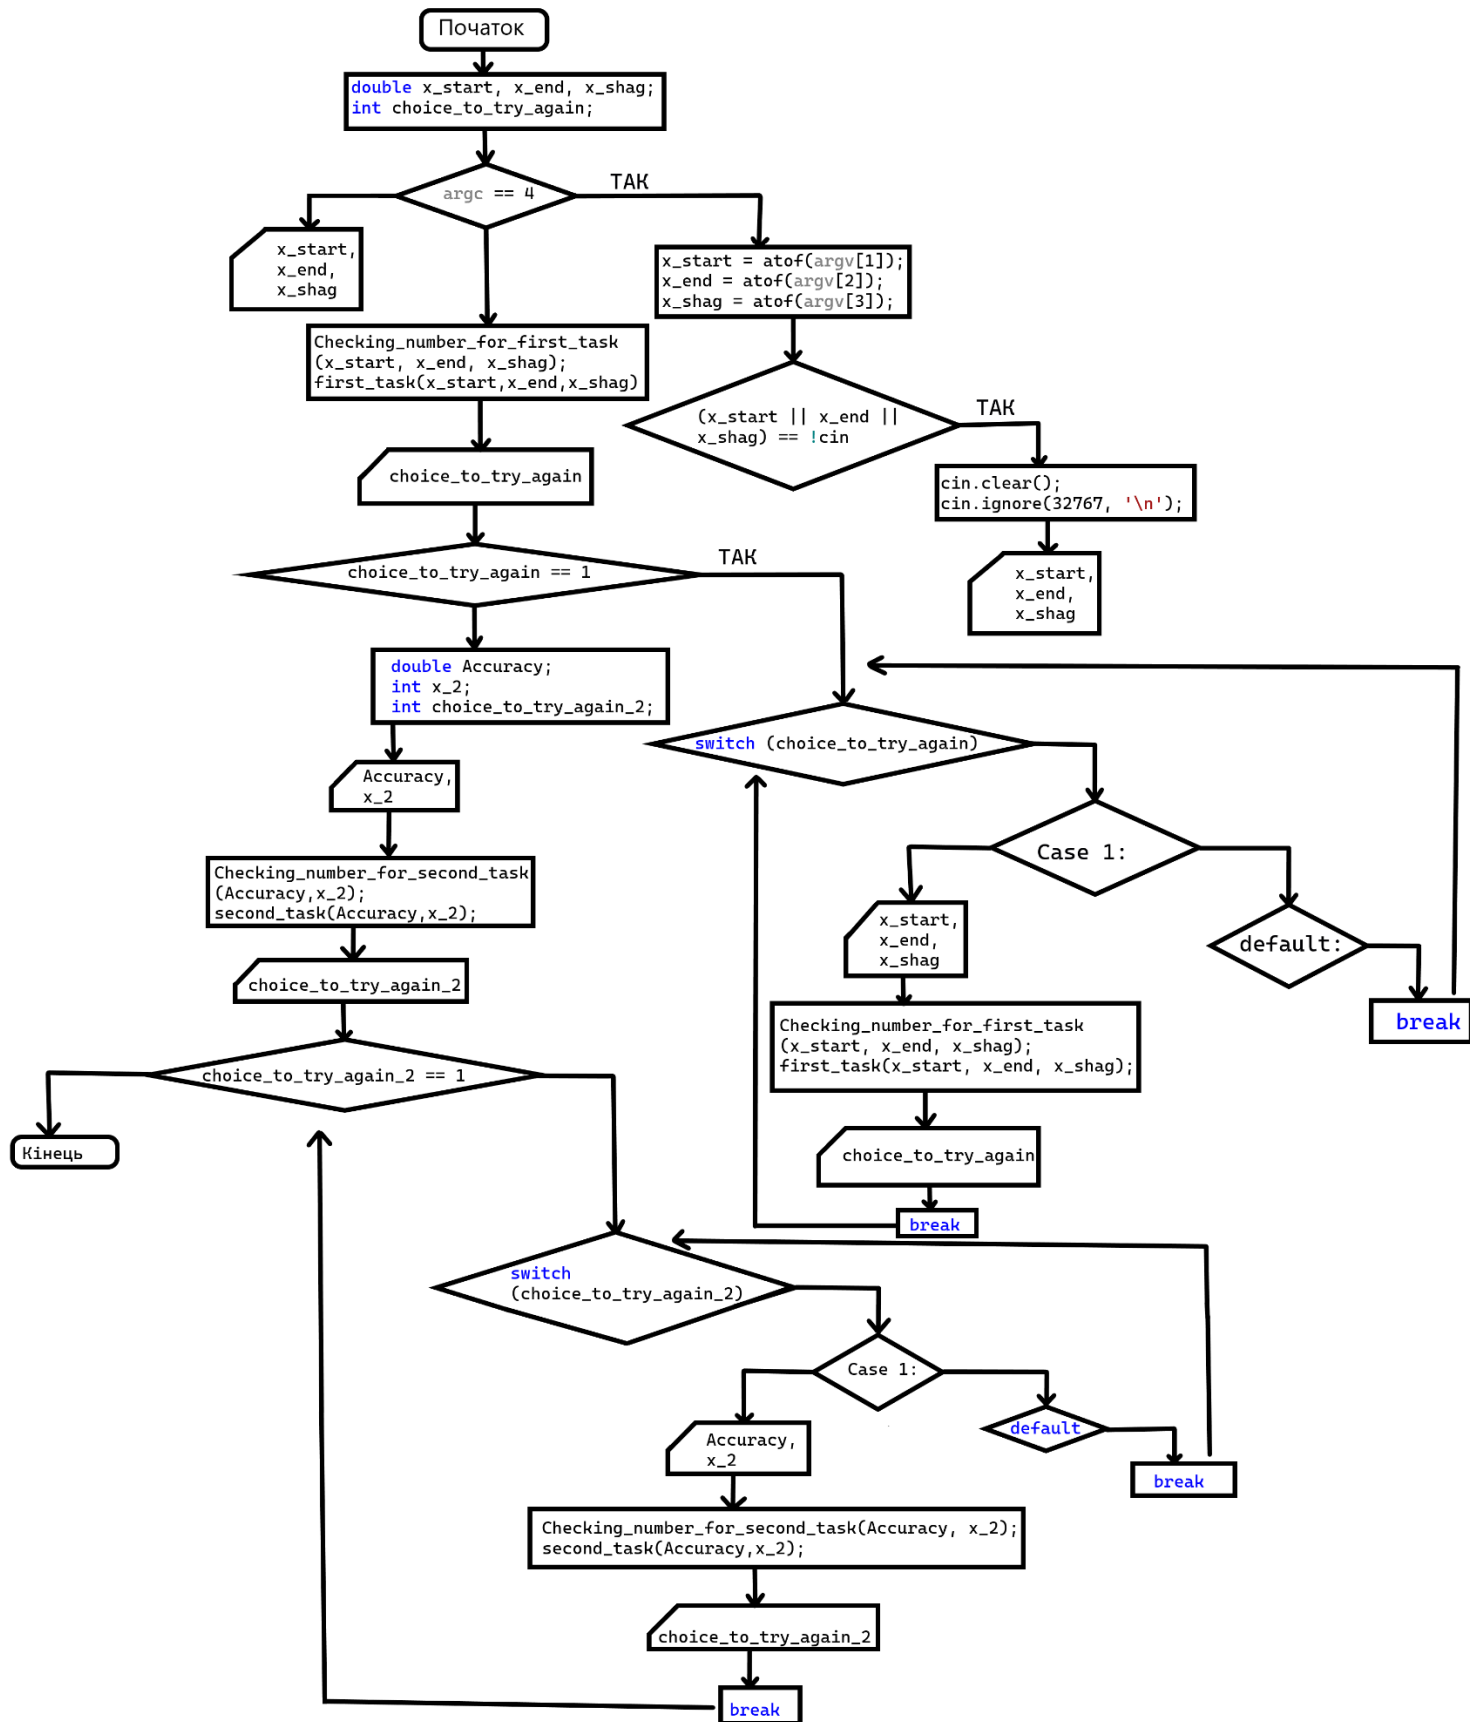 Початок
double x_start, x_end, x_shag;
int choice_to_try_again;
argc == 4
ТАК
x_start,
x_end,
x_shag
x_start = atof(argv[1]);
x_end = atof(argv[2]);
x_shag = atof(argv[3]);
Checking_number_for_first_task
(x_start, x_end, x_shag);
first_task(x_start,x_end,x_shag)
(x_start || x_end ||
x_shag) == !cin
ТАК
choice_to_try_again
cin.clear();
cin.ignore(32767, '\n');
x_start,
x_end,
x_shag
choice_to_try_again == 1
ТАК
double Accuracy;
int x_2;
int choice_to_try_again_2;
switch (choice_to_try_again)
Accuracy,
x_2
Case 1:
Checking_number_for_second_task
(Accuracy,x_2);
second_task(Accuracy,x_2);
x_start,
x_end,
x_shag
default:
choice_to_try_again_2
break
Checking_number_for_first_task
(x_start, x_end, x_shag);
first_task(x_start, x_end, x_shag);
choice_to_try_again_2 == 1
Кінець
choice_to_try_again
break
switch
(choice_to_try_again_2)
Case 1:
default
Accuracy,
x_2
break
Checking_number_for_second_task(Accuracy, x_2);
second_task(Accuracy,x_2);
choice_to_try_again_2
break